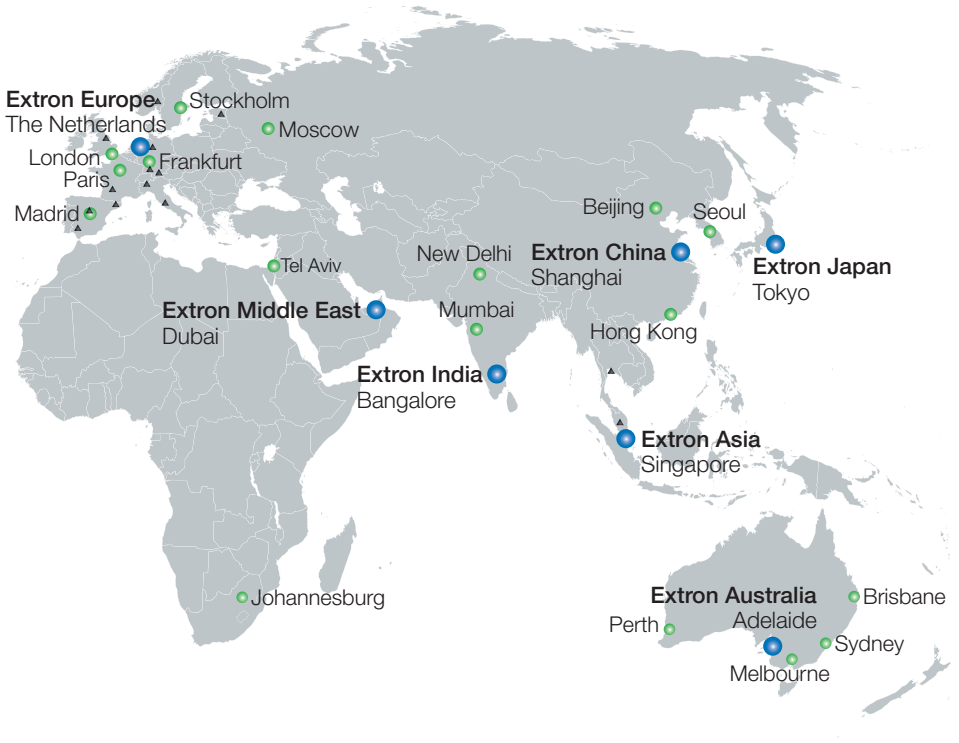 Extron Europe
The Netherlands
Stockholm
Moscow
London
Frankfurt
Paris
Madrid
Tel Aviv
Extron Middle East
Dubai
New Delhi
Mumbai
Extron India
Bangalore
Beijing
Seoul
Extron China
Shanghai
Extron Japan
Tokyo
Hong Kong
Extron Asia
Singapore
Johannesburg
Extron Australia
Adelaide
Brisbane
Perth
Sydney
Melbourne